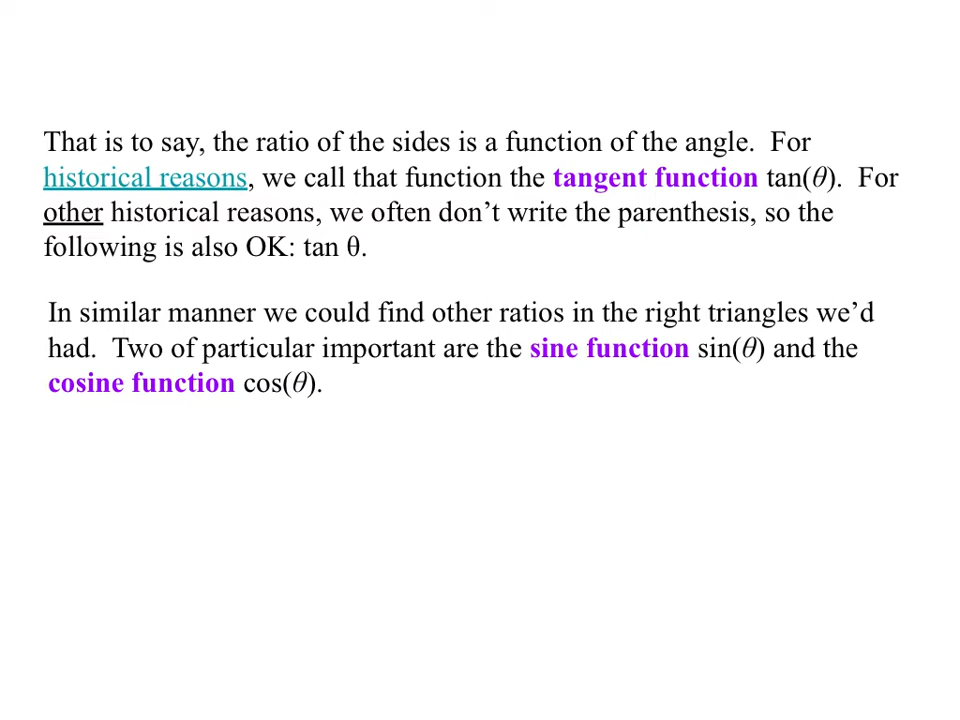 That is to say, the ratio of the sides is a function of the angle.  For
historical reasons, we call that function the tangent function tan(θ).  For
other historical reasons, we often don’t write the parenthesis, so the
following is also OK: tan θ.
In similar manner we could find other ratios in the right triangles we’d
had.  Two of particular important are the sine function sin(θ) and the
cosine function cos(θ).